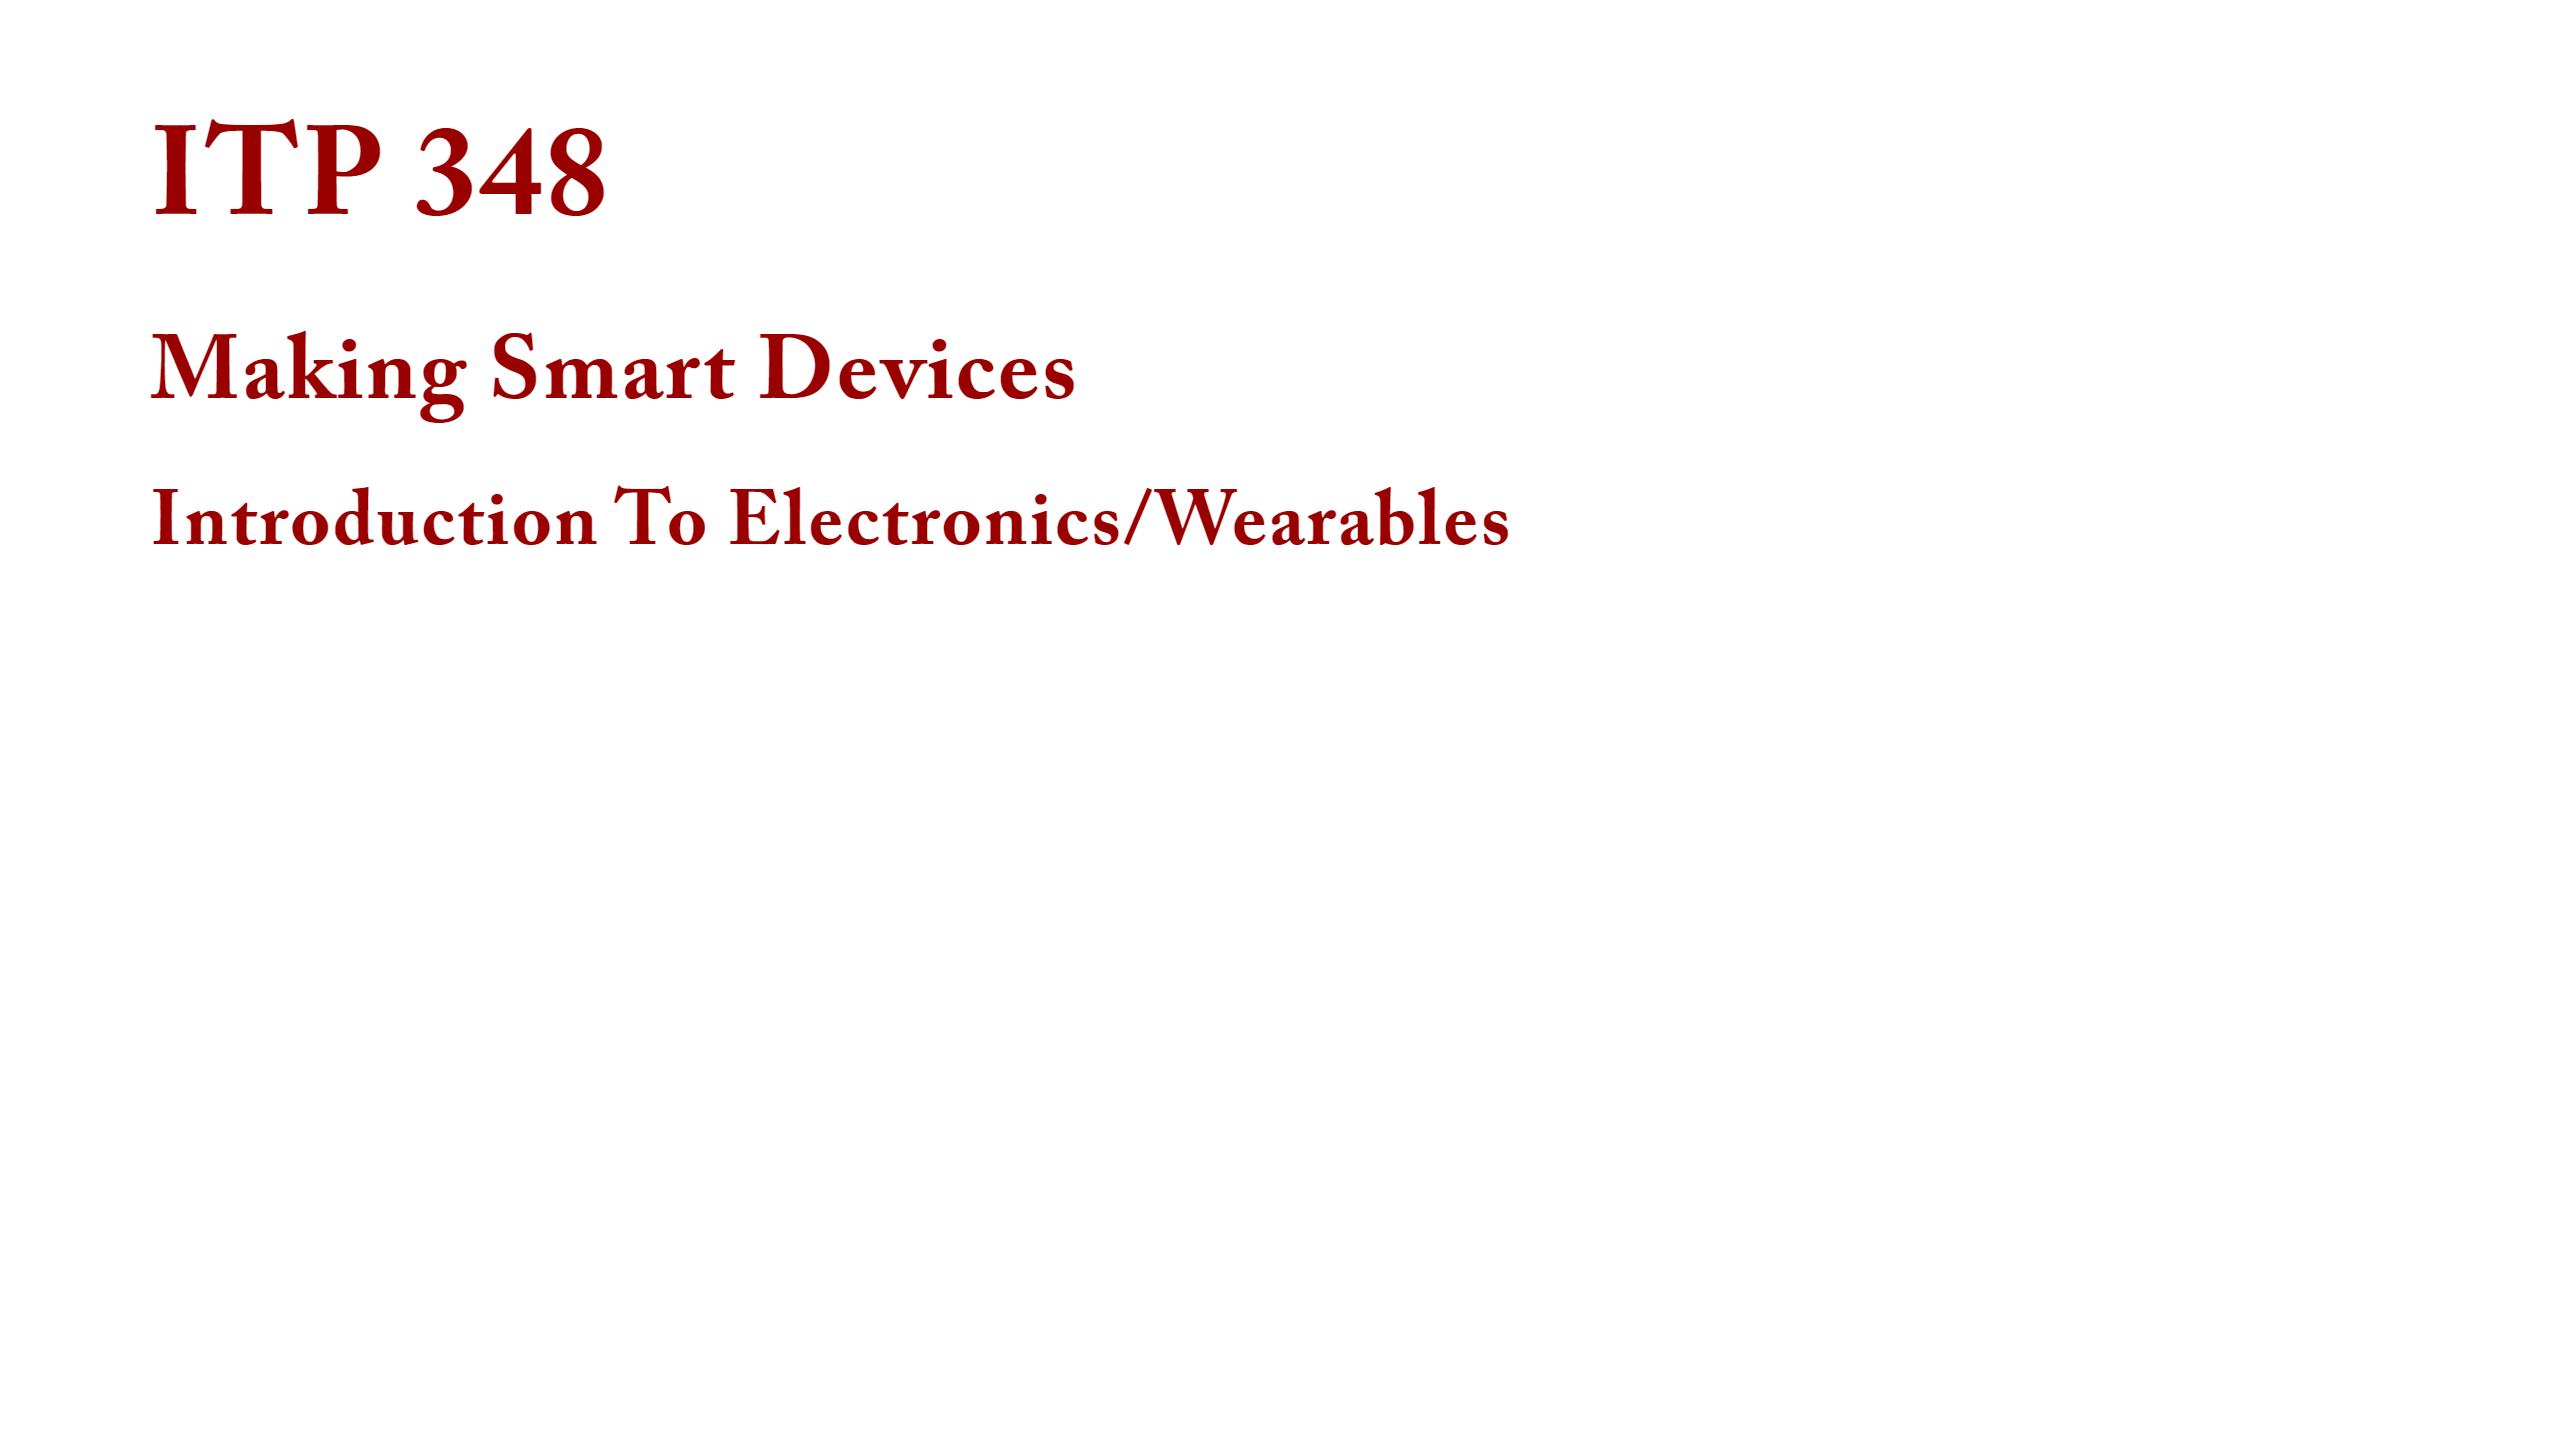 ITP 348
Making Smart Devices
Introduction To Electronics/Wearables